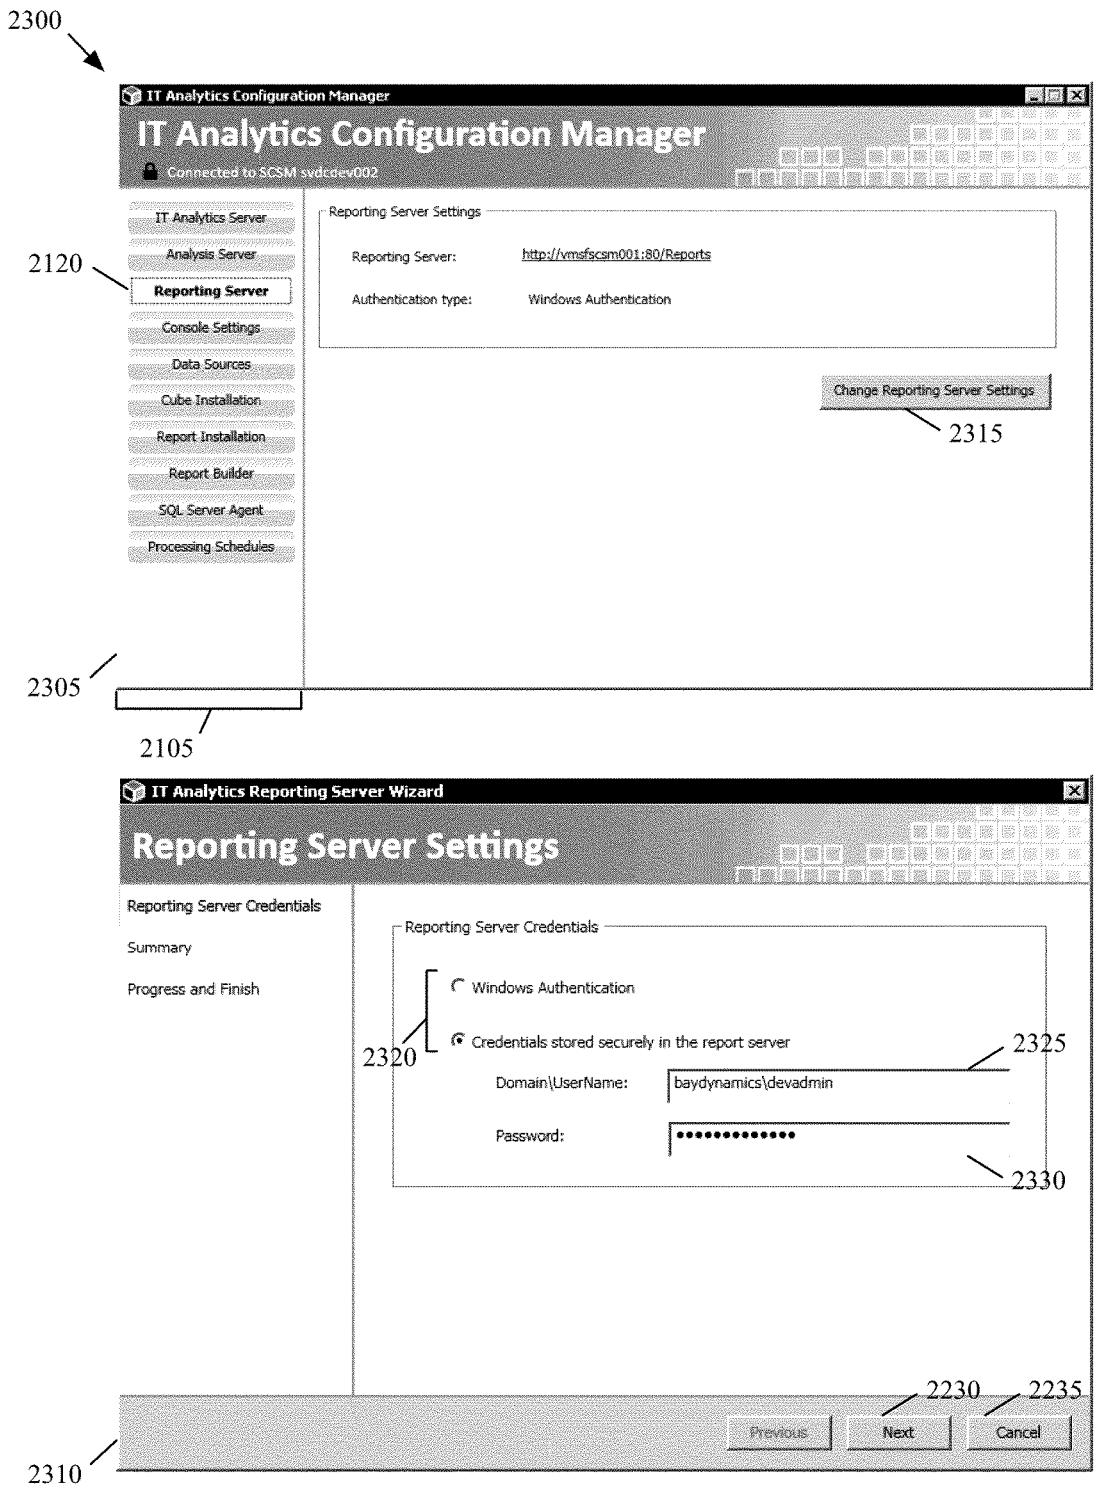 2300
IT Analytics Configuration Manager
IT Analytics Configuration Manager
Connected to SCSM svdcdev002
IT Analytics Server
Analysis Server
2120
Reporting Server
Console Settings
Data Sources
Cube Installation
Report Installation
Report Builder
SQL Server Agent
Processing Schedules
Reporting Server Settings
Reporting Server: http://vmsfscsm001:80/Reports
Authentication type: Windows Authentication
Change Reporting Server Settings
2315
2305
2105
IT Analytics Reporting Server Wizard
Reporting Server Settings
Reporting Server Credentials
Summary
Progress and Finish
Reporting Server Credentials
Windows Authentication
2320
Credentials stored securely in the report server
2325
Domain\UserName: baydynamics\devadmin
Password: •••••••••••••
2330
2230 2235
Previous Next Cancel
2310